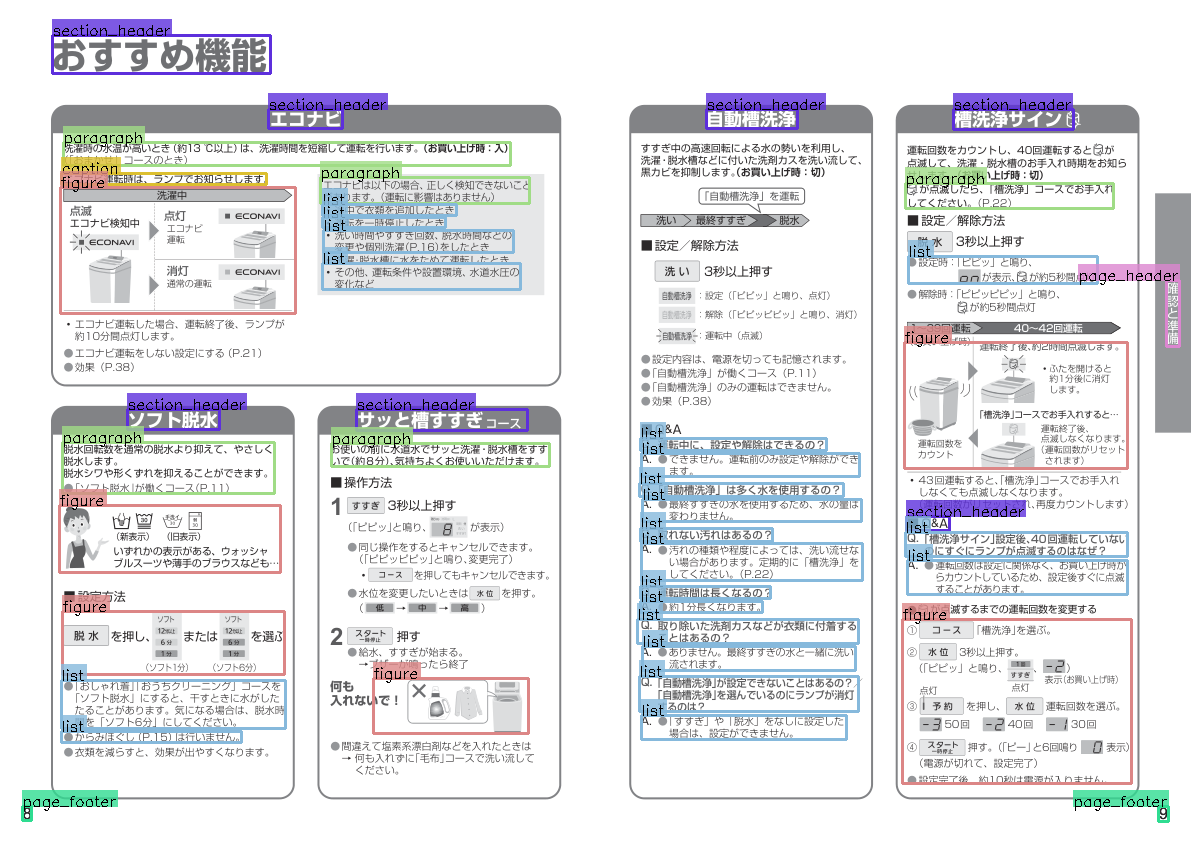 section_header
おすすめ機能
section_header
エコナビ
paragraph
洗濯時の水温が高いとき(約13℃以上)は、洗濯時間を短縮して運転を行います。(お買い上げ時:入)
コースのとき)
caption
運転時は、ランプでお知らせします。
figure
洗濯中
点滅
エコナビ検知中
ECONAVI
点灯
エコナビ
運転
ECONAVI
消灯
通常の運転
ECONAVI
・エコナビ運転した場合、運転終了後、ランプが
約10分間点灯します。
●エコナビ運転をしない設定にする(P.21)
●効果(P.38)
paragraph
エコナビは以下の場合、正しく検知できないこと
ります。(運転に影響はありません)
list
中で衣類を追加したとき
list
を一時停止したとき
list
・洗い時間やすすぎ回数、脱水時間などの
変更や個別洗濯(P.16)をしたとき
・洗濯・脱水槽に水をためて運転したとき
list
・その他、運転条件や設置環境、水道水圧の
変化など
section_header
ソフト脱水
paragraph
脱水回転数を通常の脱水より抑えて、やさしく
脱水します。
脱水シワや形くずれを抑えることができます。
●「ソフト脱水」が働くコース(P.11)
figure
(新表示)
(旧表示)
いずれかの表示がある、ウォッシャ
ブルスーツや薄手のブラウスなども…
■設定方法
figure
脱水
を押し、
ソフト
12分以上
6分
1分
(ソフト1分)
または
ソフト
12分以上
6分
1分
(ソフト6分)
を選ぶ
list
●「おしゃれ着」「おうちクリーニング」コースを
「ソフト脱水」にすると、干すときに水がした
たることがあります。気になる場合は、脱水時
を「ソフト6分」にしてください。
list
●からみほぐし(P.15)は行いません。
●衣類を減らすと、効果が出やすくなります。
section_header
サッと槽すすぎコース
paragraph
お使いの前に水道水でサッと洗濯・脱水槽をすす
いで(約8分)、気持ちよくお使いいただけます。
■操作方法
1 すすぎ 3秒以上押す
(「ピピッ」と鳴り、 8 が表示)
●同じ操作をするとキャンセルできます。
(「ピピッピピッ」と鳴り、変更完了)
・コース を押してもキャンセルできます。
●水位を変更したいときは 水位 を押す。
(低→中→高)
2 スタート 一時停止 押す
●給水、すすぎが始まる。
→ブザーが鳴ったら終了
figure
何も
入れないで!
●間違えて塩素系漂白剤などを入れたときは
→何も入れずに「毛布」コースで洗い流して
ください。
page_footer
8
section_header
自動槽洗浄
すすぎ中の高速回転による水の勢いを利用し、
洗濯・脱水槽などに付いた洗剤カスを洗い流して、
黒カビを抑制します。(お買い上げ時:切)
「自動槽洗浄」を運転
洗い
最終すすぎ
脱水
■設定/解除方法
洗い 3秒以上押す
自動槽洗浄:設定(「ピピッ」と鳴り、点灯)
自動槽洗浄:解除(「ピピッピピッ」と鳴り、消灯)
自動槽洗浄:運転中(点滅)
●設定内容は、電源を切っても記憶されます。
●「自動槽洗浄」が働くコース(P.11)
●「自動槽洗浄」のみの運転はできません。
●効果(P.38)
&A
list
転中に、設定や解除はできるの?
list
A. ●できません。運転前のみ設定や解除ができ
ます。
list
自動槽洗浄」は多く水を使用するの?
list
A. ●最終すすぎの水を使用するため、水の量は
変わりません。
list
れない汚れはあるの?
list
A. ●汚れの種類や程度によっては、洗い流せな
い場合があります。定期的に「槽洗浄」を
してください。(P.22)
list
転時間は長くなるの?
list
●約1分長くなります。
list
Q. 取り除いた洗剤カスなどが衣類に付着する
とはあるの?
list
A. ●ありません。最終すすぎの水と一緒に洗い
流されます。
list
Q. 「自動槽洗浄」が設定できないことはあるの?/
「自動槽洗浄」を選んでいるのにランプが消灯
るのは?
list
A. ●「すすぎ」や「脱水」をなしに設定した
場合は、設定ができません。
section_header
槽洗浄サイン
運転回数をカウントし、40回運転すると が
点滅して、洗濯・脱水槽のお手入れ時期をお知ら
上げ時:切)
paragraph
が点滅したら、「槽洗浄」コースでお手入れ
(P.22)
■設定/解除方法
脱水 3秒以上押す
list
●設定時:「ピピッ」と鳴り、
on が表示、 が約5秒間
●解除時:「ピピッピピッ」と鳴り、
が約5秒間点灯
page_header
確認と準備
回運転
40〜42回運転
figure
運転終了後、約2時間点滅します。
・ふたを開けると
約1分後に消灯
します。
「槽洗浄」コースでお手入れすると…
運転回数を
カウント
運転終了後、
点滅しなくなります。
(運転回数がリセット
されます)
・43回運転すると、「槽洗浄」コースでお手入れ
しなくても点滅しなくなります。
(運転回数がリセットされ、再度カウントします)
section_header
&A
list
Q. 「槽洗浄サイン」設定後、40回運転していない
にすぐにランプが点滅するのはなぜ?
list
A. ●運転回数は設定に関係なく、お買い上げ時か
らカウントしているため、設定後すぐに点滅
することがあります。
滅するまでの運転回数を変更する
figure
① コース 「槽洗浄」を選ぶ。
② 水位 3秒以上押す。
(「ピピッ」と鳴り、 すすぎ 、 -2 )
点灯
点灯
表示(お買い上げ時)
③ 予約 を押し、 水位 運転回数を選ぶ。
-3 50回 -2 40回 -1 30回
④ スタート 一時停止 押す。(「ピー」と6回鳴り 0 表示)
(電源が切れて、設定完了)
●設定完了後、約10秒は電源が入りません。
page_footer
9